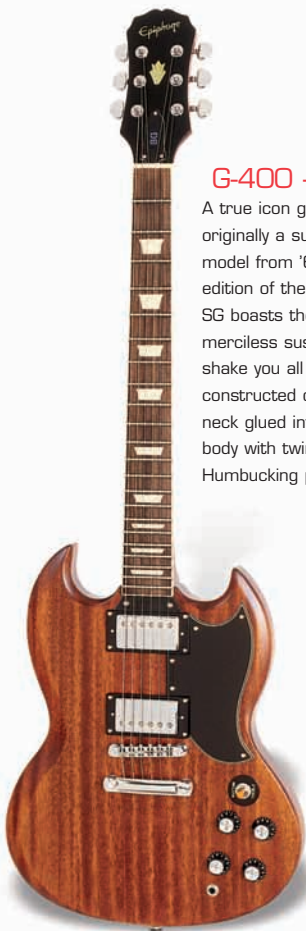 Epiphone
SG
G-400
A true icon g
originally a su
model from '6
edition of the
SG boasts the
merciless sus
shake you all
constructed o
neck glued in
body with twi
Humbucking